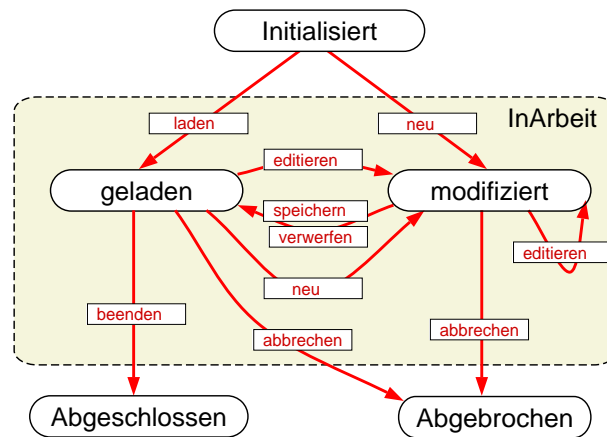 Initialisiert
InArbeit
laden
neu
editieren
geladen
modifiziert
speichern
verwerfen
editieren
neu
beenden
abbrechen
abbrechen
Abgeschlossen
Abgebrochen